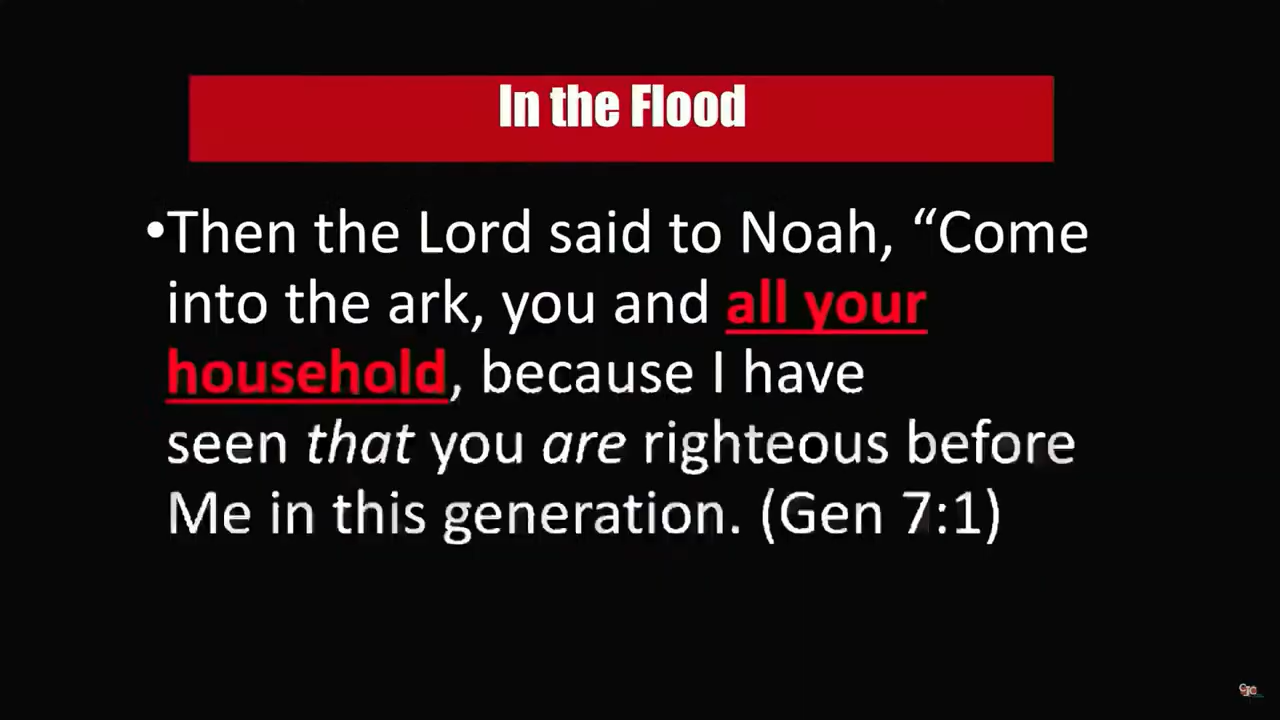 In the Flood
•Then the Lord said to Noah, “Come
into the ark, you and all your
household, because I have
seen that you are righteous before
Me in this generation. (Gen 7:1)